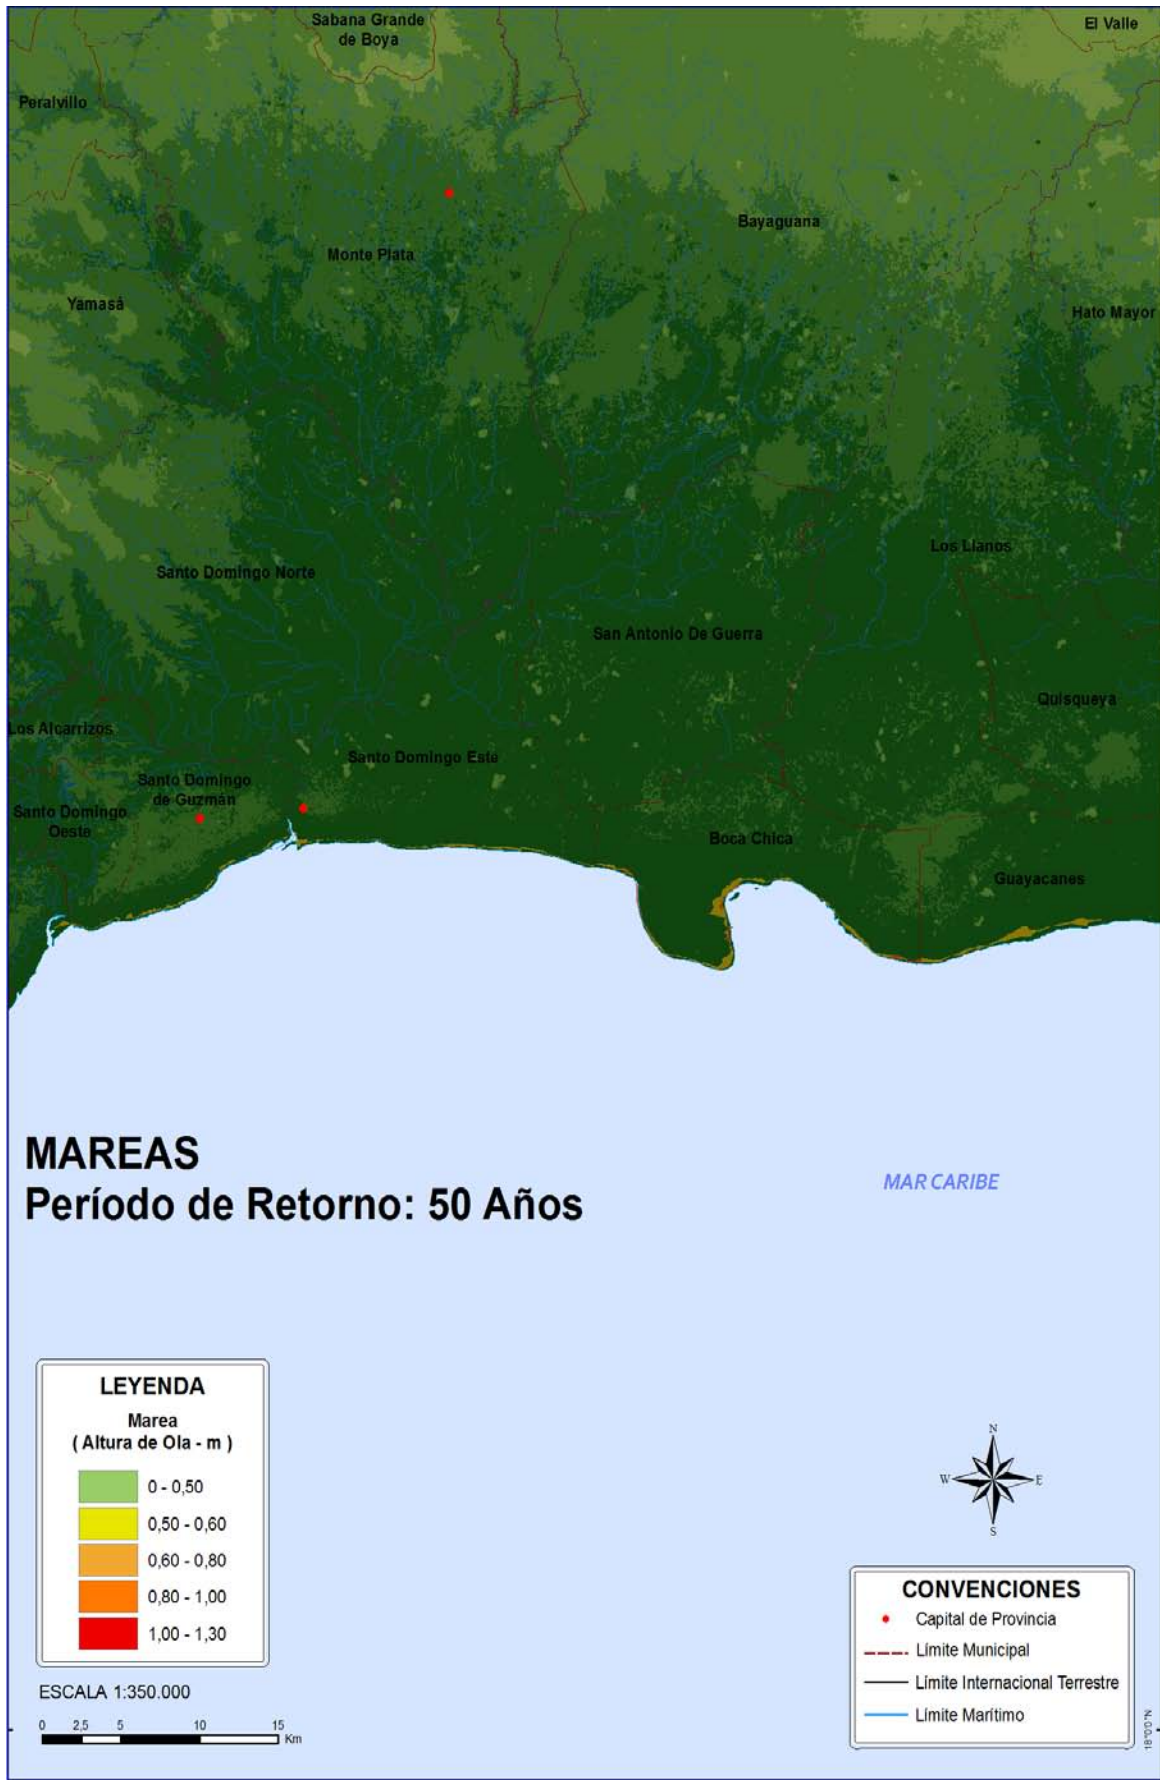 Sabana Grande
de Boya
El Valle
Peralvillo
Bayaguana
Monte Plata
Yamasá
Hato Mayor
Los Llanos
Santo Domingo Norte
San Antonio De Guerra
Quisqueya
Los Alcarrizos
Santo Domingo Este
Santo Domingo
de Guzmán
Santo Domingo
Oeste
Boca Chica
Guayacanes
MAREAS
Período de Retorno: 50 Años
MAR CARIBE
LEYENDA
Marea
( Altura de Ola - m )
0 - 0,50
0,50 - 0,60
0,60 - 0,80
0,80 - 1,00
1,00 - 1,30
ESCALA 1:350.000
0 2,5 5 10 15
Km
N
W E
S
CONVENCIONES
Capital de Provincia
Límite Municipal
Límite Internacional Terrestre
Límite Marítimo
18°0'0"N